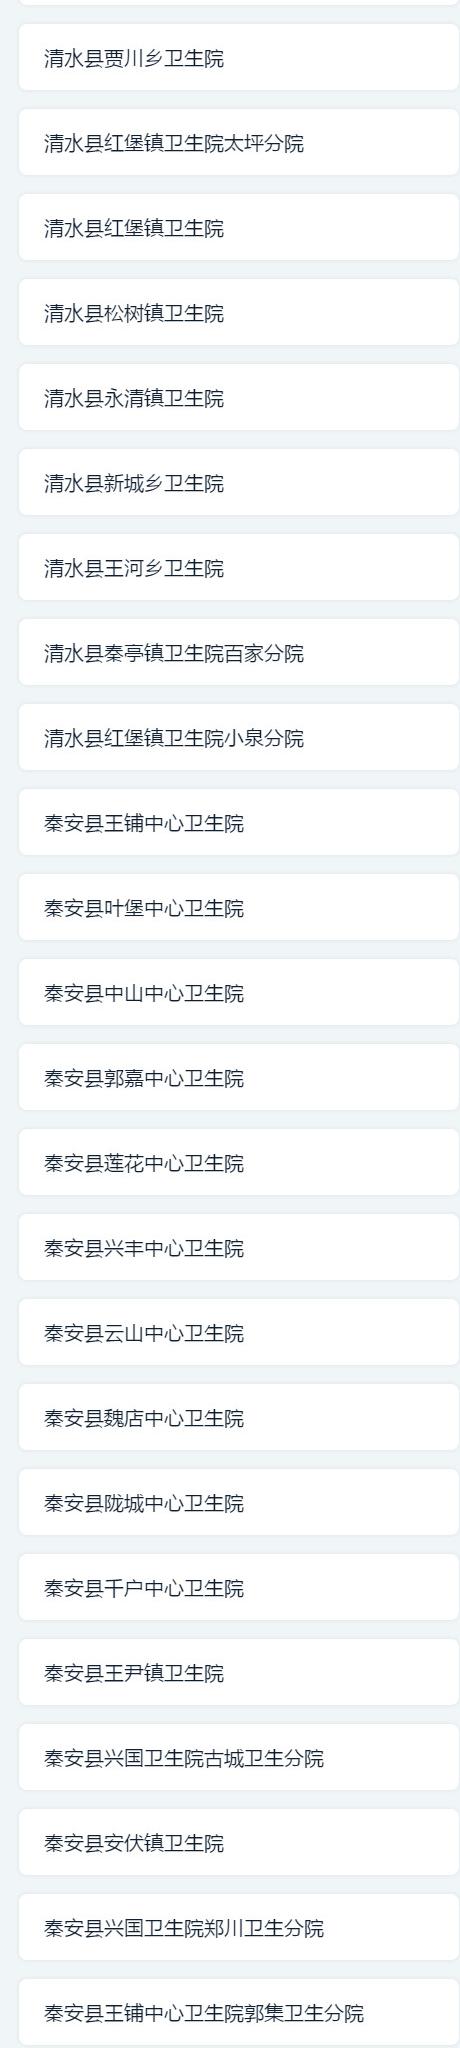 清水县贾川乡卫生院
清水县红堡镇卫生院太坪分院
清水县红堡镇卫生院
清水县松树镇卫生院
清水县永清镇卫生院
清水县新城乡卫生院
清水县王河乡卫生院
清水县秦亭镇卫生院百家分院
清水县红堡镇卫生院小泉分院
秦安县王铺中心卫生院
秦安县叶堡中心卫生院
秦安县中山中心卫生院
秦安县郭嘉中心卫生院
秦安县莲花中心卫生院
秦安县兴丰中心卫生院
秦安县云山中心卫生院
秦安县魏店中心卫生院
秦安县陇城中心卫生院
秦安县千户中心卫生院
秦安县王尹镇卫生院
秦安县兴国卫生院古城卫生分院
秦安县安伏镇卫生院
秦安县兴国卫生院郑川卫生分院
秦安县王铺中心卫生院郭集卫生分院